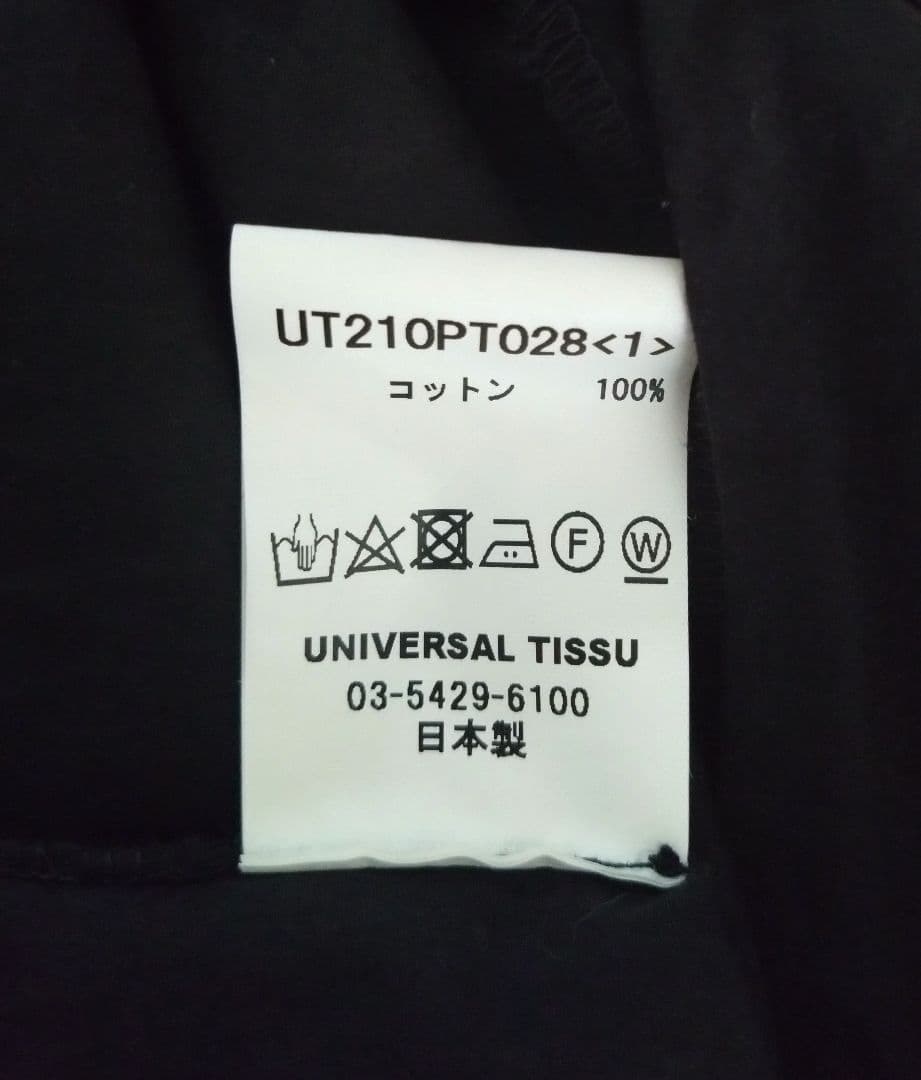 UT210PT028<1>
コットン 100%
F W
UNIVERSAL TISSU
03-5429-6100
日本製